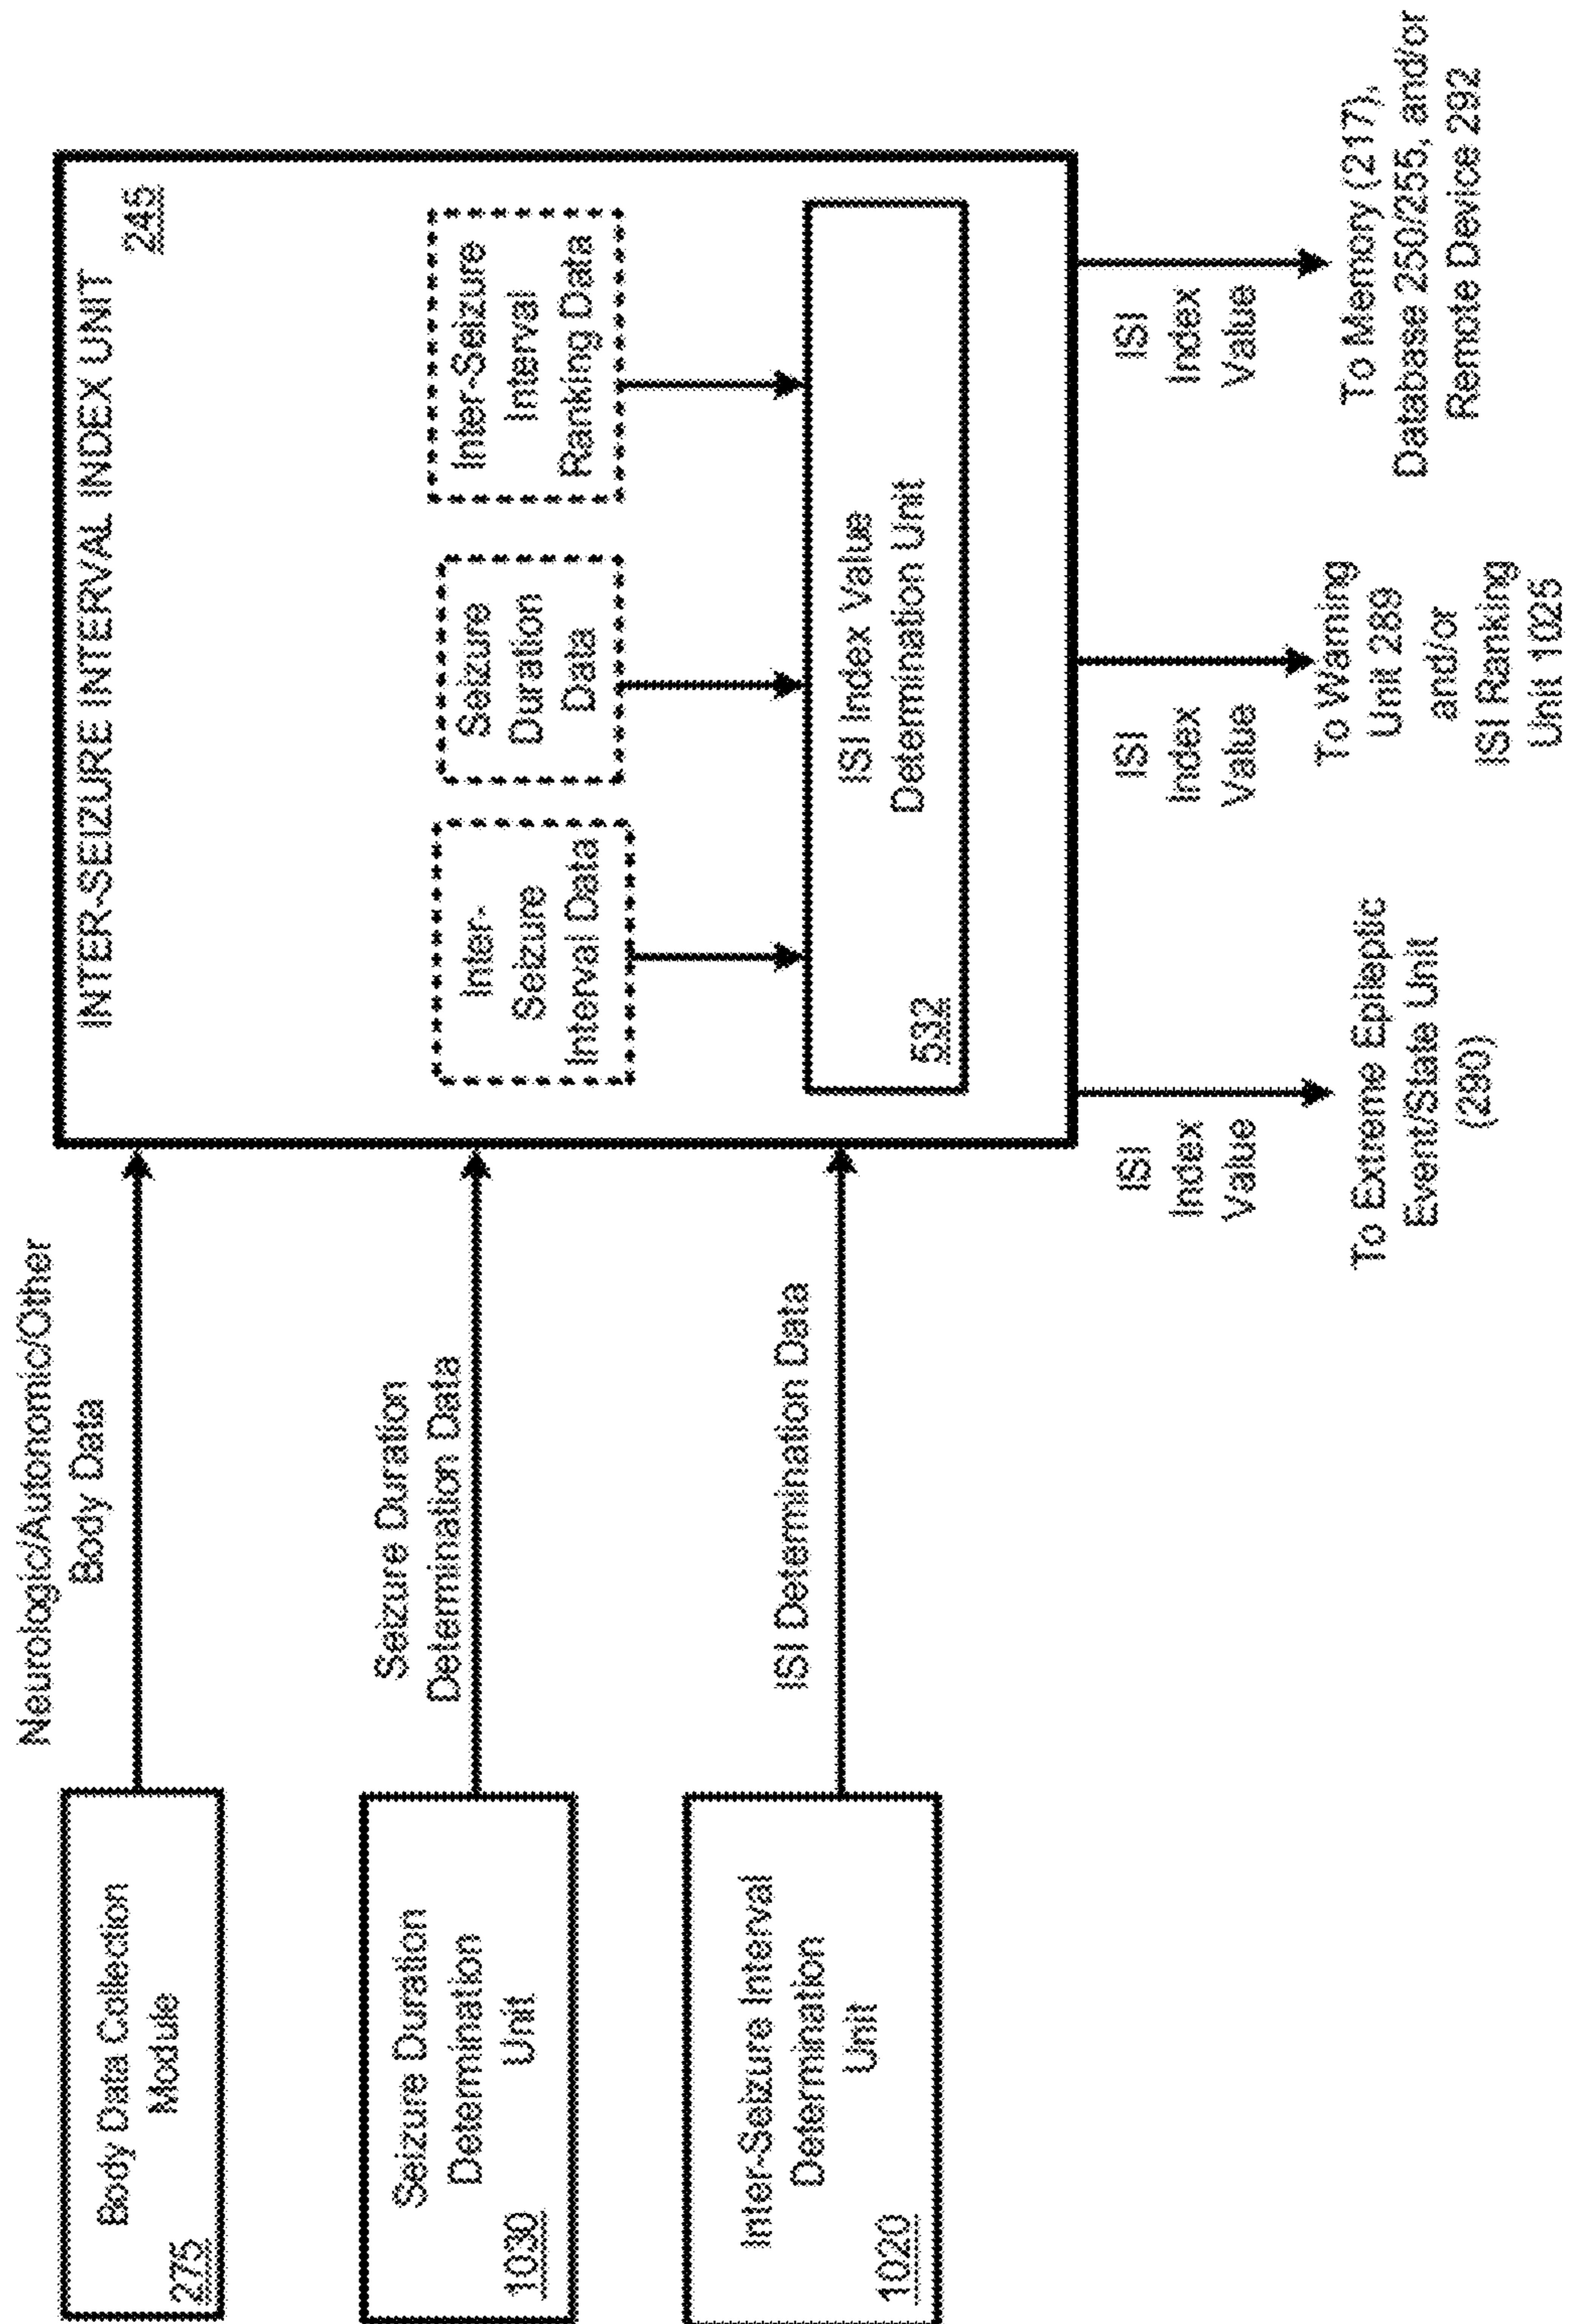 Body Data Collection
Module
275
Neurologic/Autonomic/Other
Body Data
Seizure Duration
Determination
Unit
1030
Seizure Duration
Determination Data
Inter-Seizure Interval
Determination
Unit
1020
ISI Determination Data
INTER-SEIZURE INTERVAL INDEX UNIT
245
Inter-
Seizure
Interval Data
Seizure
Duration
Data
Inter-Seizure
Interval
Ranking Data
ISI Index Value
Determination Unit
532
ISI
Index
Value
To Extreme Epileptic
Event/State Unit
(290)
ISI
Index
Value
To Warning
Unit 289
and/or
ISI Ranking
Unit 1025
ISI
Index
Value
To Memory (217),
Database 250/255, and/or
Remote Device 292